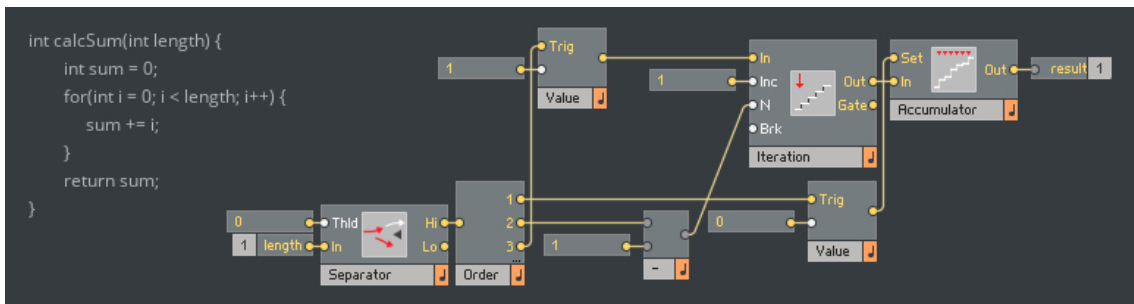 int calcSum(int length) {
int sum = 0;
for(int i = 0; i < length; i++) {
sum += i;
}
return sum;
}
1
Trig
Value
1
In
Inc
N
Brk
Out
Gate
Iteration
Set
In
Out
Accumulator
result 1
0
1 length
Thld
In
Hi
Lo
Separator
1
2
3
...
Order
1
-
0
Trig
Value